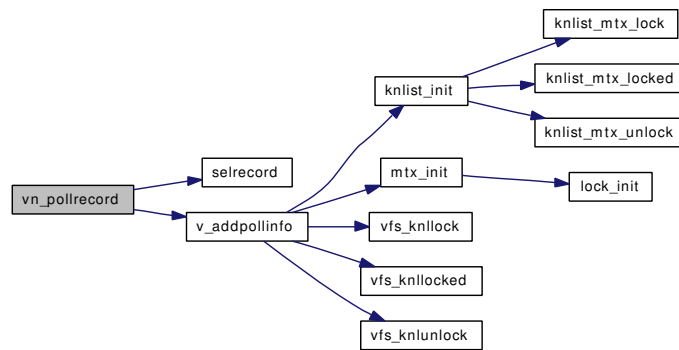 knlist_mtx_lock
knlist_init
knlist_mtx_locked
knlist_mtx_unlock
selrecord
mtx_init
lock_init
vn_pollrecord
v_addpollinfo
vfs_knllock
vfs_knllocked
vfs_knlunlock